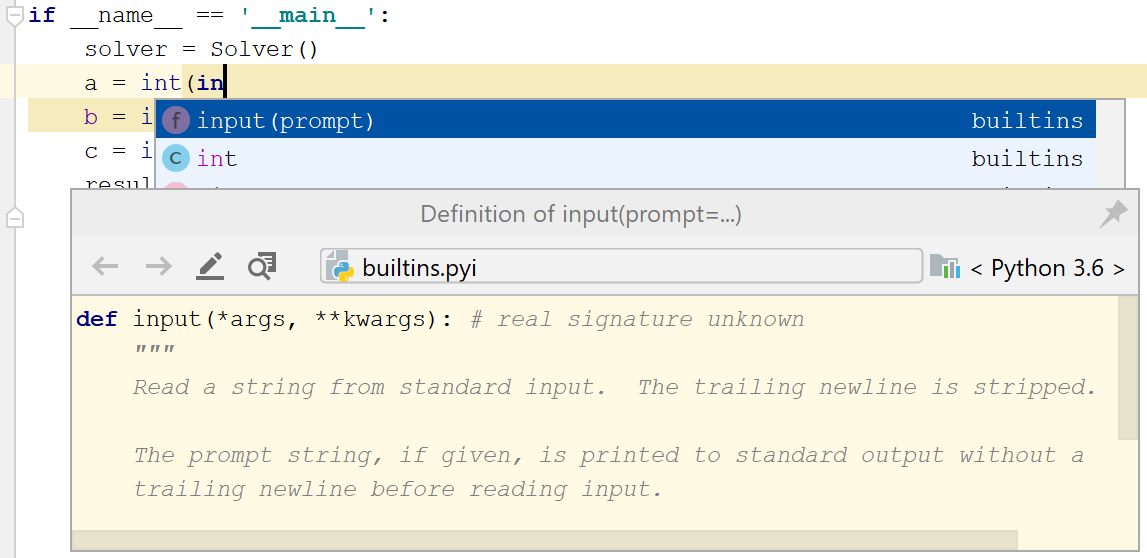 if __name__ == '__main__':
solver = Solver()
a = int(in
b = i
c = i
resul
f input(prompt) builtins
c int builtins
Definition of input(prompt=...)
builtins.pyi < Python 3.6 >
def input(*args, **kwargs): # real signature unknown
"""
Read a string from standard input. The trailing newline is stripped.
The prompt string, if given, is printed to standard output without a
trailing newline before reading input.